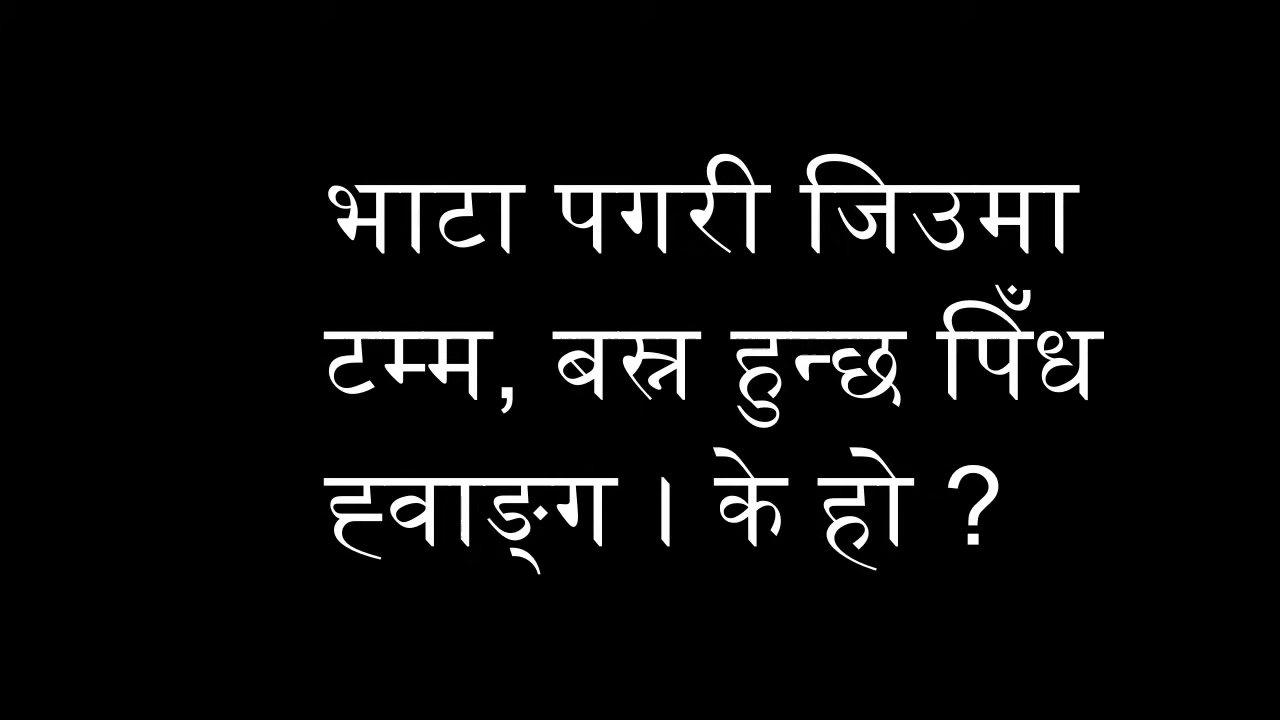 भाटा पगरी जिउमा
टम्म, बस्न हुन्छ पिँध
ह्वाङ्ग । के हो ?